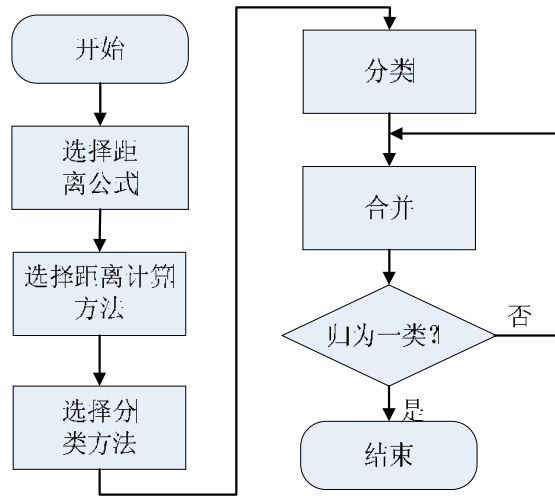 开始
选择距
离公式
选择距离计算
方法
选择分
类方法
分类
合并
归为一类?
否
是
结束